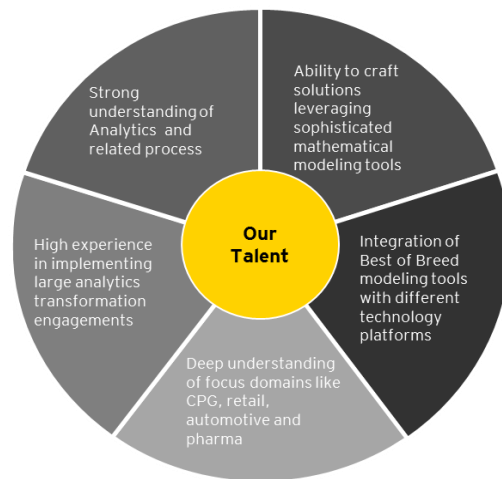 Strong
understanding of
Analytics and
related process
Ability to craft
solutions
leveraging
sophisticated
mathematical
modeling tools
Our
Talent
High experience
in implementing
large analytics
transformation
engagements
Integration of
Best of Breed
modeling tools
with different
technology
platforms
Deep understanding
of focus domains like
CPG, retail,
automotive and
pharma